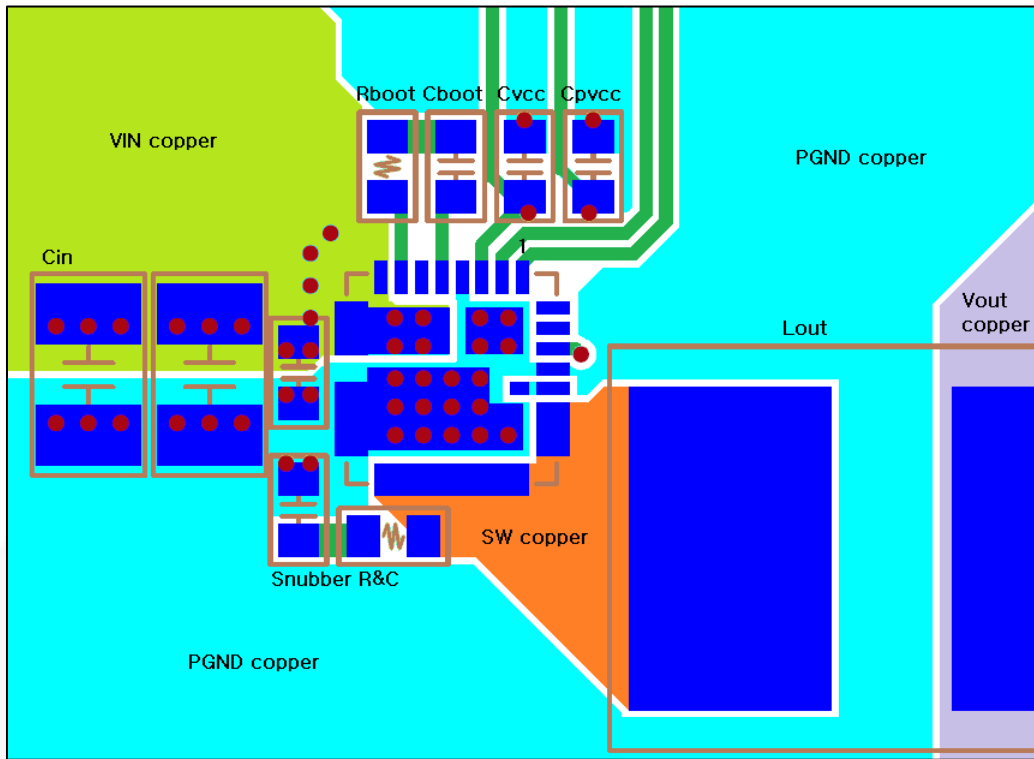 Rboot Cboot Cvcc Cpvcc
VIN copper
PGND copper
1
Cin
Vout
copper
Lout
SW copper
Snubber R&C
PGND copper